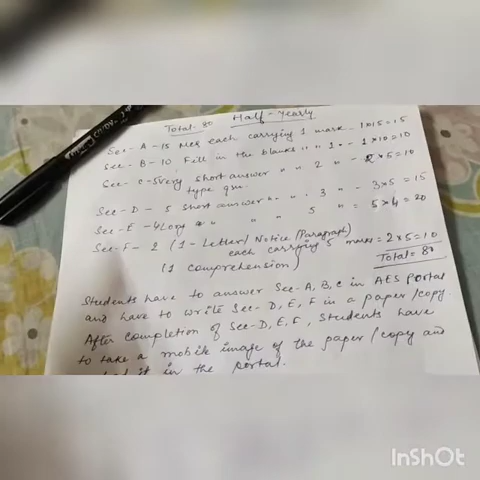 Total-80 Half-Yearly
Sec-A-15 MCQ each carrying 1 mark - 1×15=15
Sec-B-10 Fill in the blanks " " 1 " - 1×10=10
Sec-C-5 Very short answer " " 2 " - 2×5=10
type qn.
Sec-D - 5 Short answer " " 3 " - 3×5=15
Sec-E-4 Long " " 5 " = 5×4=20
Sec-F-2 (1-Letter/Notice/Paragraph)
each carrying 5 marks=2×5=10
(1 comprehension)
Total=80
Students have to answer Sec-A, B, C in AES Portal
and have to write Sec-D, E, F in a paper/copy.
After completion of Sec-D, E, F, Students have
to take a mobile image of the paper/copy and
it in the portal.
InShOt